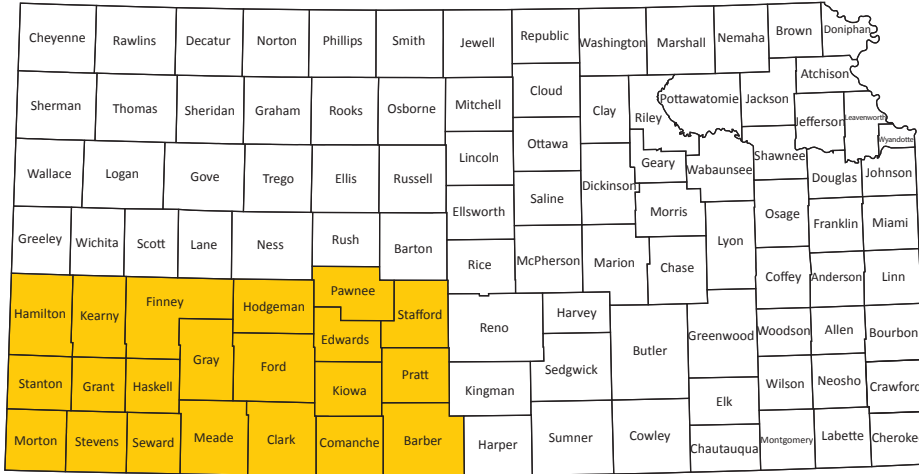 Cheyenne Rawlins Decatur Norton Phillips Smith Jewell Republic Washington Marshall Nemaha Brown Doniphan
Atchison
Sherman Thomas Sheridan Graham Rooks Osborne Mitchell Cloud Clay Riley Pottawatomie Jackson Jefferson Leavenworth
Wyandotte
Wallace Logan Gove Trego Ellis Russell Lincoln Ottawa Dickinson Geary Wabaunsee Shawnee Douglas Johnson
Greeley Wichita Scott Lane Ness Rush Barton Ellsworth Saline Morris Lyon Osage Franklin Miami
Rice McPherson Marion Chase Coffey Anderson Linn
Hamilton Kearny Finney Hodgeman Pawnee Stafford Reno Harvey Butler Greenwood Woodson Allen Bourbon
Gray Ford Edwards
Stanton Grant Haskell Kiowa Pratt Kingman Sedgwick Elk Wilson Neosho Crawford
Morton Stevens Seward Meade Clark Comanche Barber Harper Sumner Cowley Chautauqua Montgomery Labette Cherokee